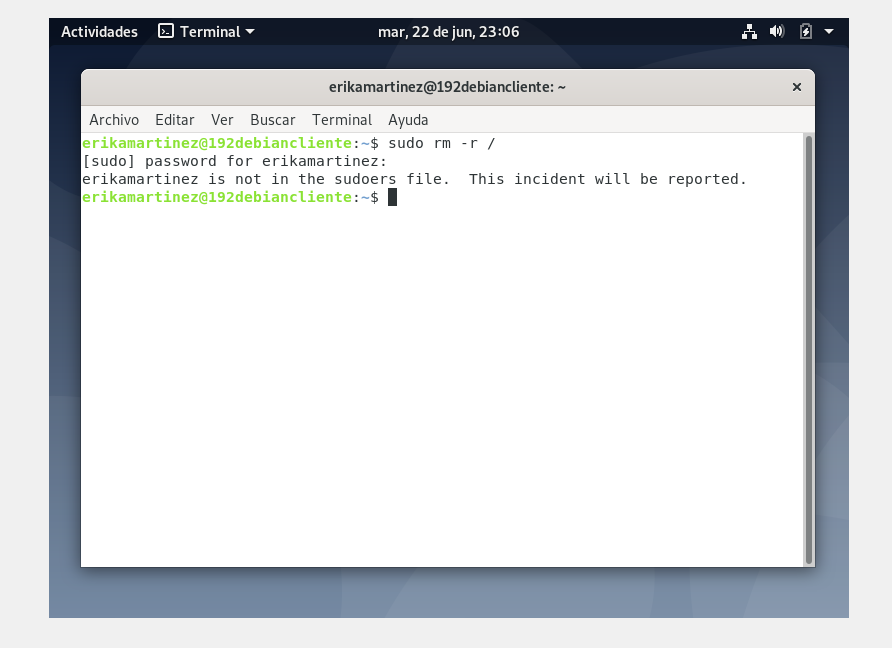 Actividades Terminal mar, 22 de jun, 23:06
erikamartinez@192debiancliente: ~ ×
Archivo Editar Ver Buscar Terminal Ayuda
erikamartinez@192debiancliente:~$ sudo rm -r /
[sudo] password for erikamartinez:
erikamartinez is not in the sudoers file.  This incident will be reported.
erikamartinez@192debiancliente:~$